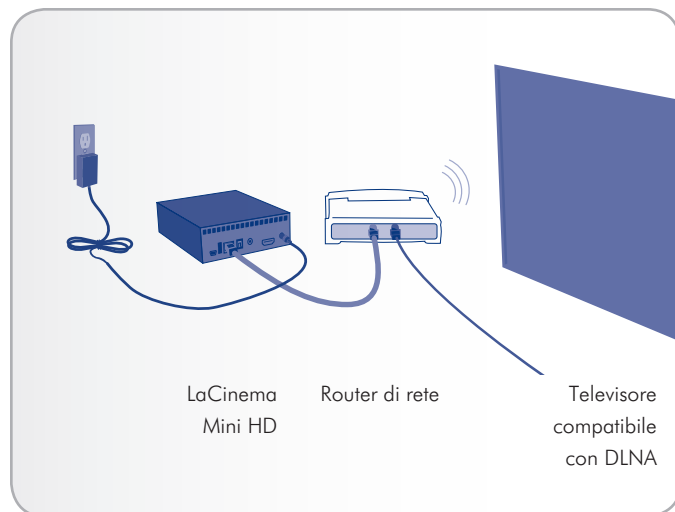 LaCinema
Mini HD
Router di rete
Televisore
compatibile
con DLNA